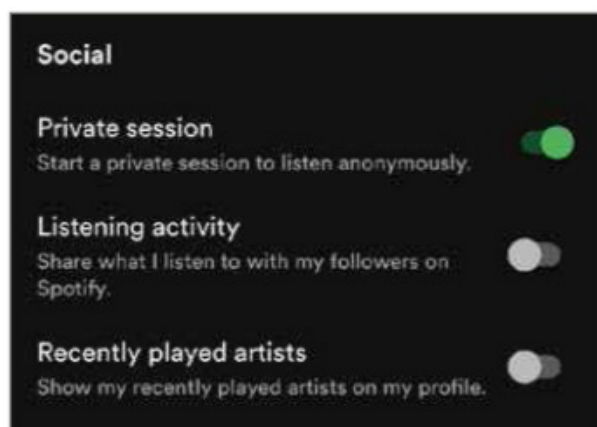 Social
Private session
Start a private session to listen anonymously.
Listening activity
Share what I listen to with my followers on
Spotify.
Recently played artists
Show my recently played artists on my profile.